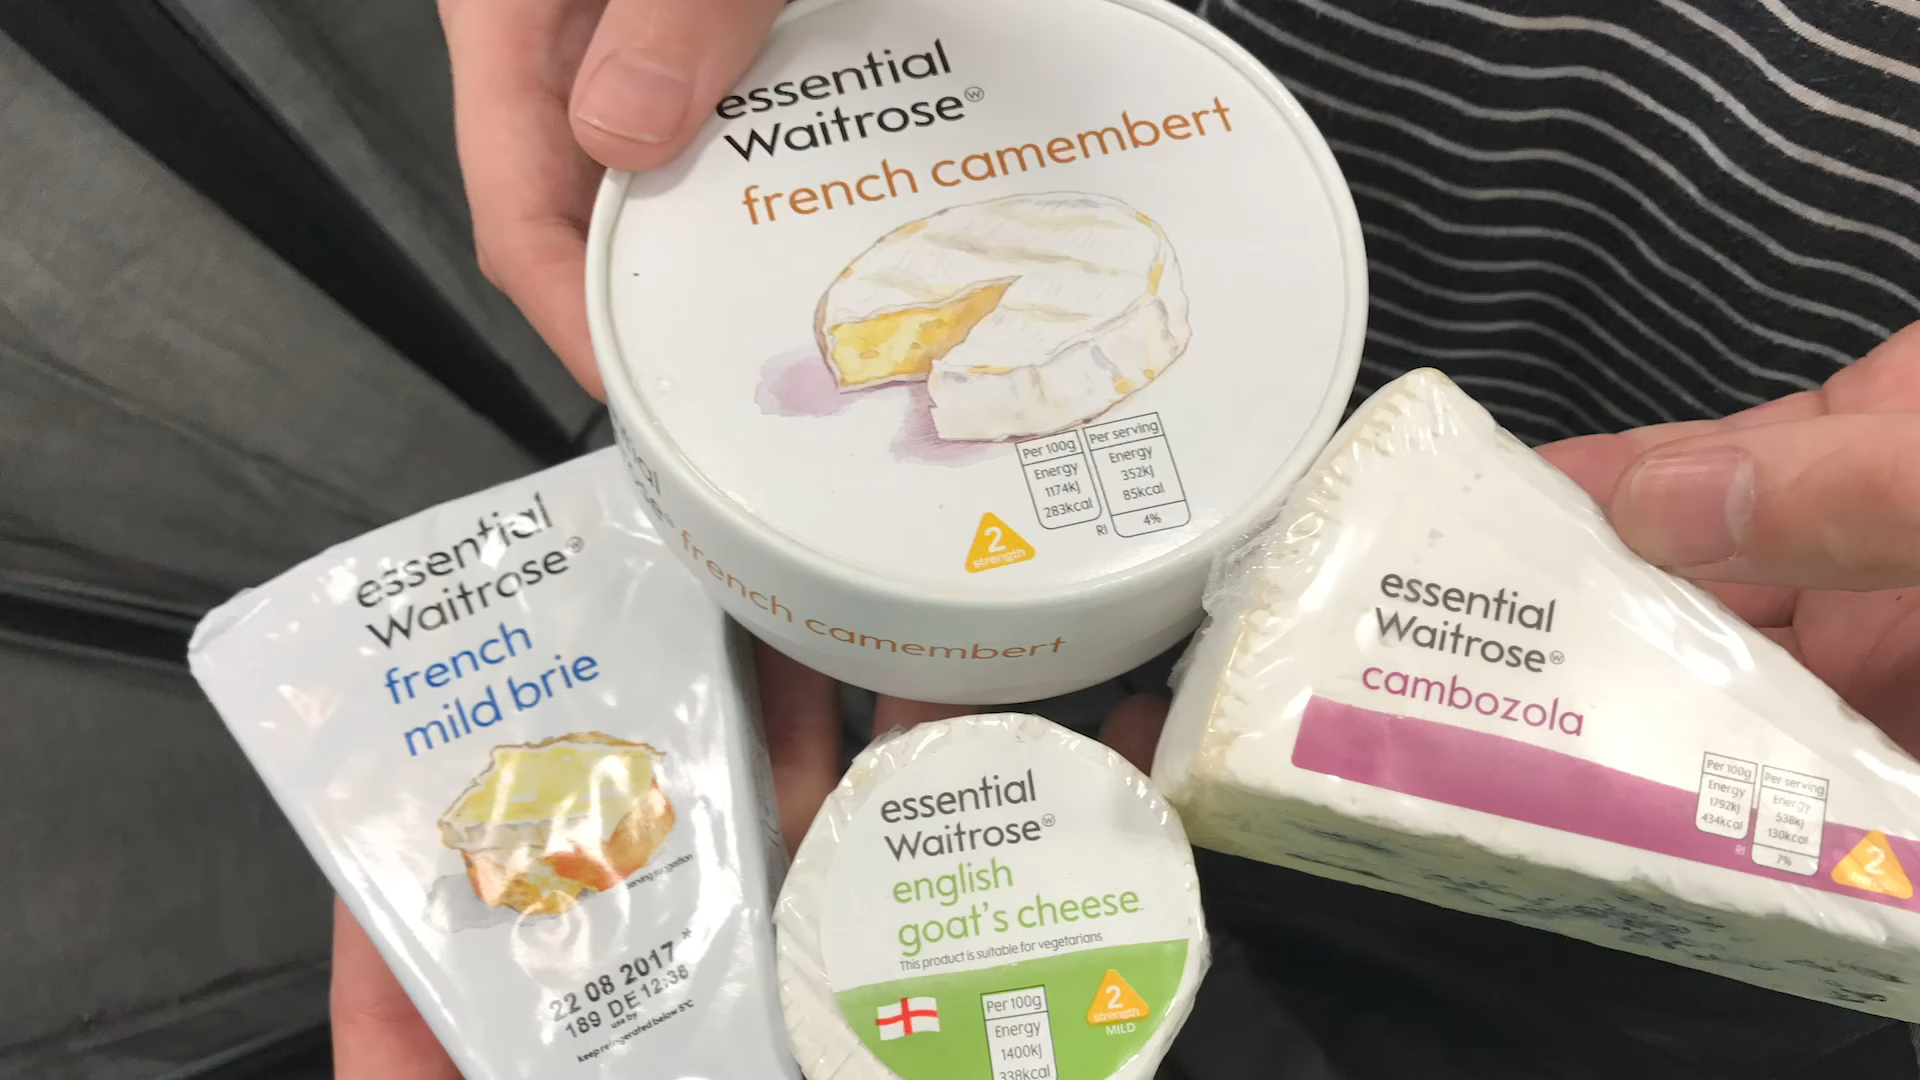 essential
Waitrose
french camembert
Per 100g
Energy
1174kJ
283kcal
Per serving
Energy
352kJ
85kcal
RI 4%
2
strength
french camembert
essential
Waitrose
french
mild brie
serving suggestion
22 08 2017 *
189 DE 12:38
use by
keep refrigerated below 5°C
essential
Waitrose
english
goat's cheese
This product is suitable for vegetarians
Per 100g
Energy
1400kJ
338kcal
2
strength
MILD
essential
Waitrose
cambozola
Per 100g
Energy
1792kJ
434kcal
Per serving
Energy
538kJ
130kcal
RI 7%
2